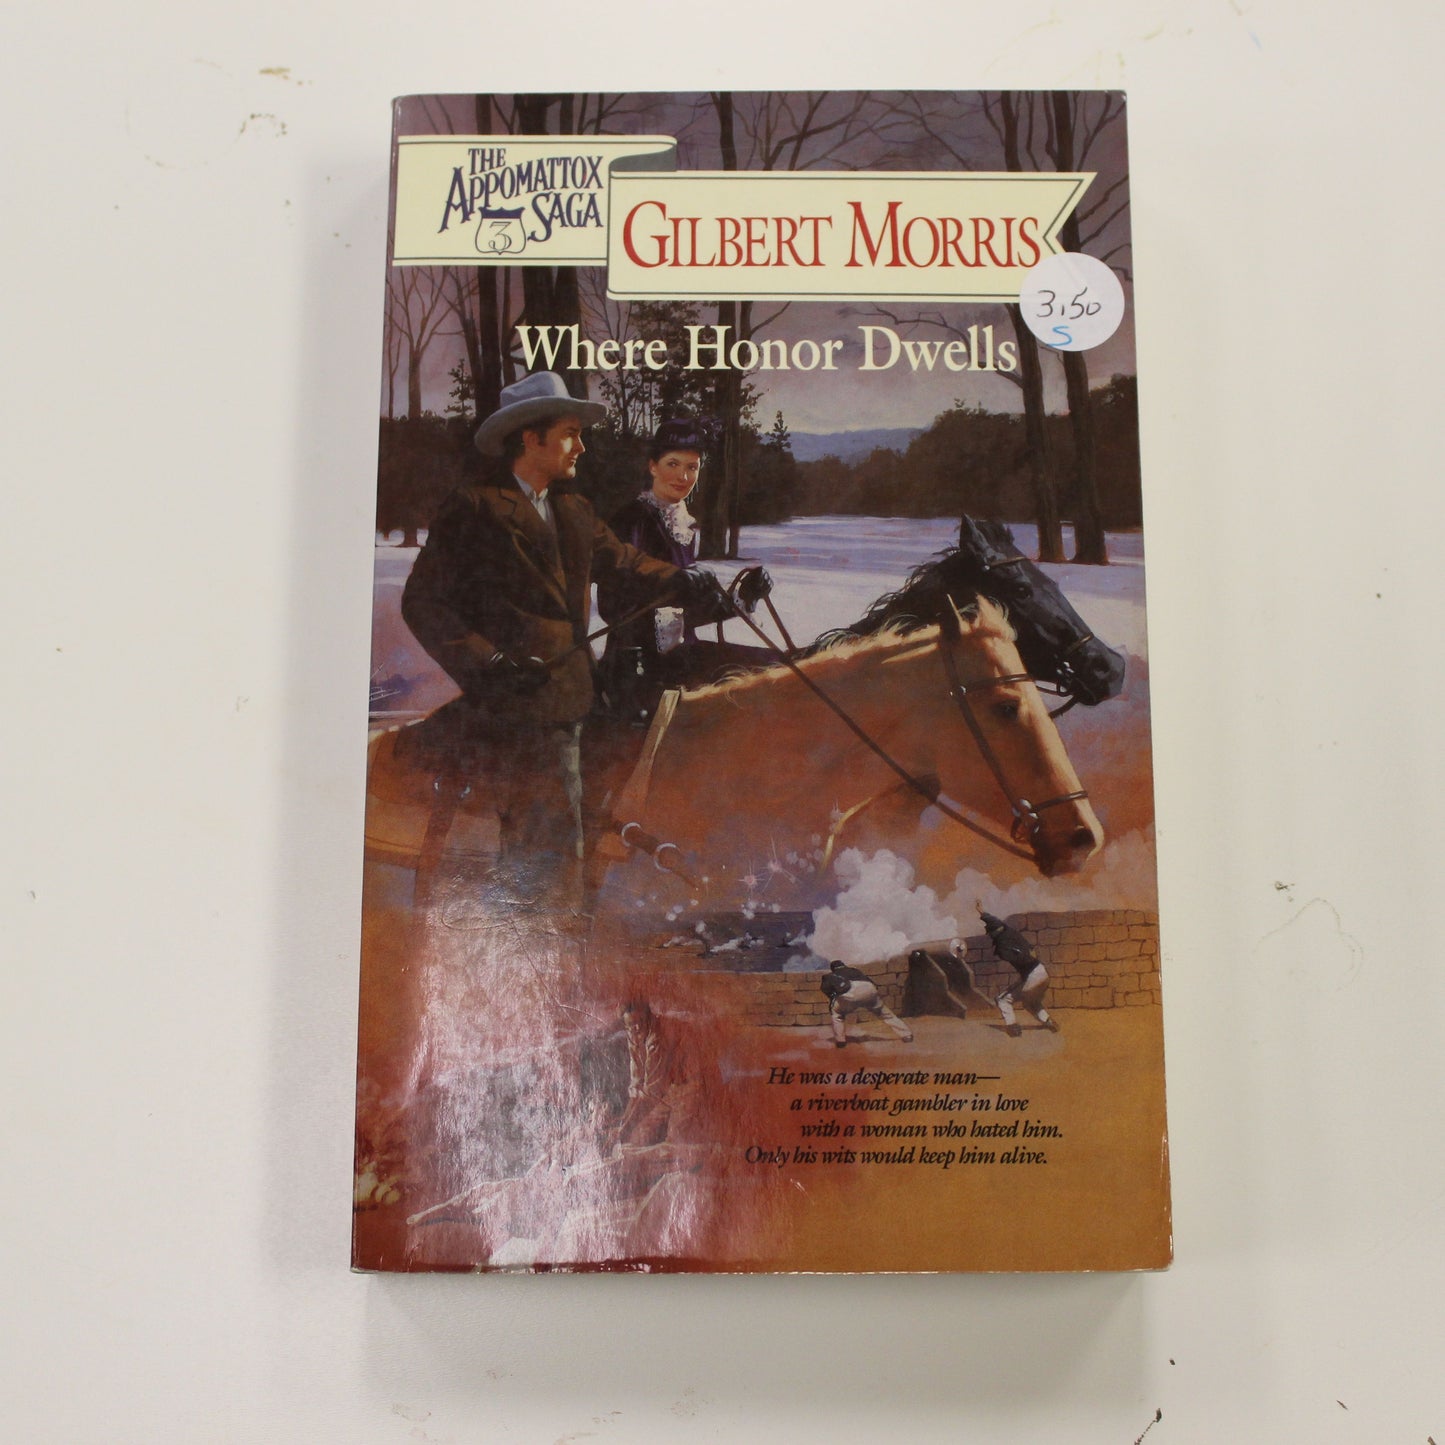 THE
APPOMATTOX
SAGA
3
GILBERT MORRIS
3.50
S
Where Honor Dwells
He was a desperate man—
a riverboat gambler in love
with a woman who hated him.
Only his wits would keep him alive.